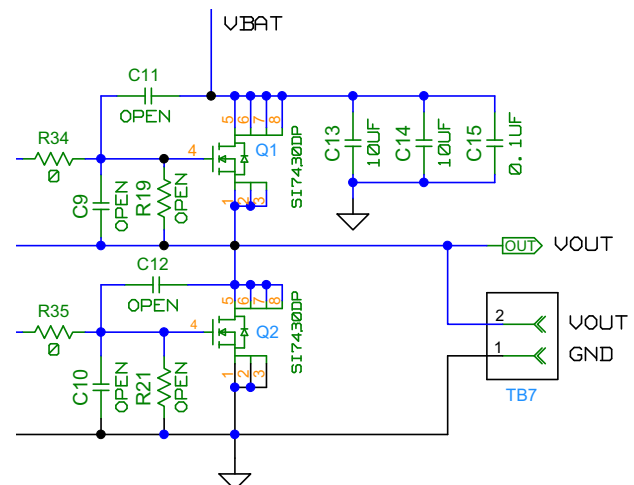 VBAT
C11
OPEN
R34
0
4
5
6
7
8
Q1
SI7430DP
1
2
3
C9
OPEN
R19
OPEN
C13
10UF
C14
10UF
C15
0.1UF
OUT
VOUT
C12
OPEN
R35
0
4
5
6
7
8
Q2
SI7430DP
1
2
3
C10
OPEN
R21
OPEN
2
VOUT
1
GND
TB7